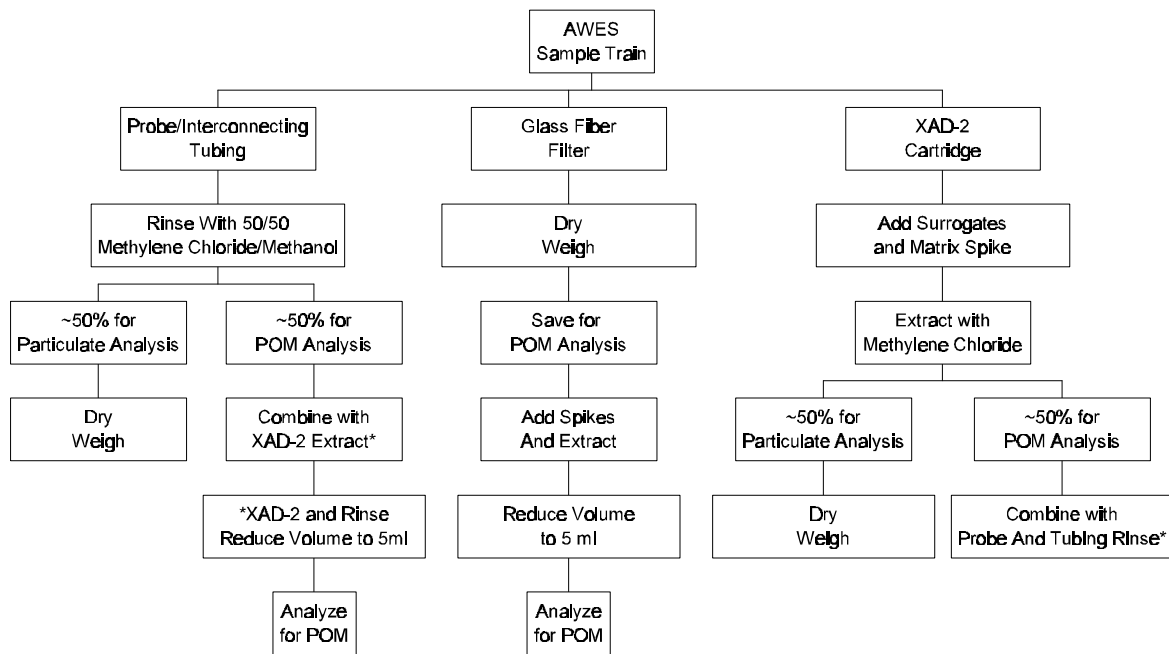 AWES
Sample Train
Probe/Interconnecting
Tubing
Glass Fiber
Filter
XAD-2
Cartridge
Rinse With 50/50
Methylene Chloride/Methanol
Dry
Weigh
Add Surrogates
and Matrix Spike
~50% for
Particulate Analysis
~50% for
POM Analysis
Save for
POM Analysis
Extract with
Methylene Chloride
Dry
Weigh
Combine with
XAD-2 Extract*
Add Spikes
And Extract
~50% for
Particulate Analysis
~50% for
POM Analysis
*XAD-2 and Rinse
Reduce Volume to 5ml
Reduce Volume
to 5 ml
Dry
Weigh
Combine with
Probe And Tubing Rinse*
Analyze
for POM
Analyze
for POM